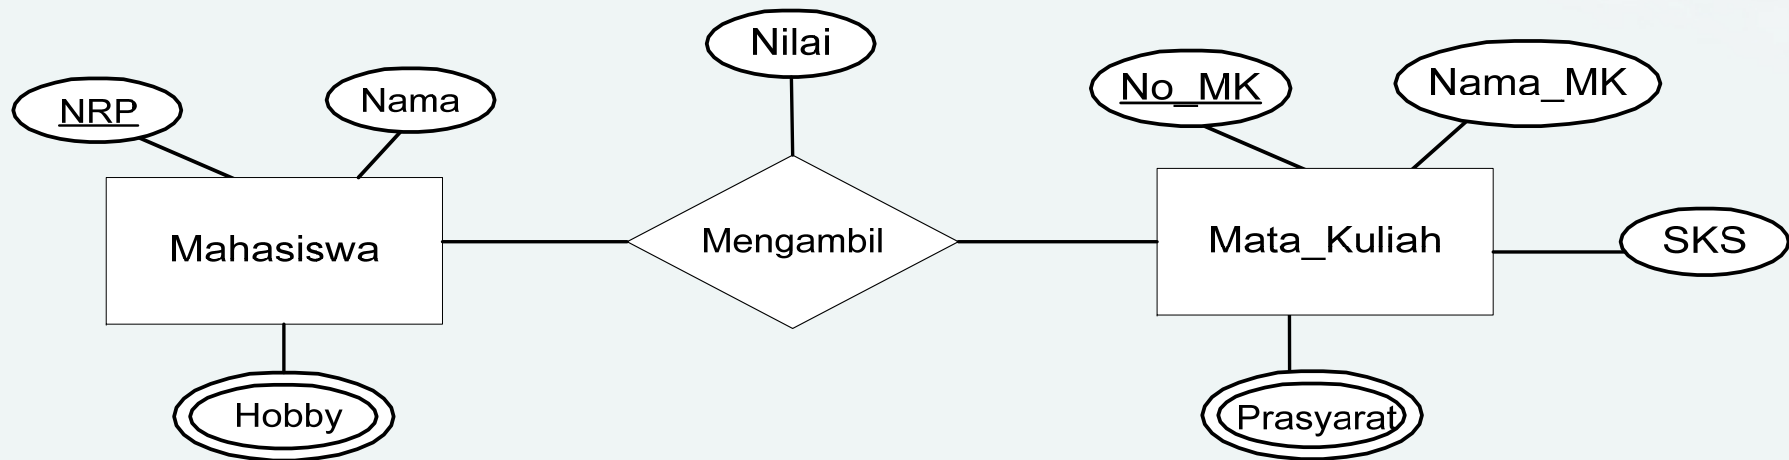 Nilai
NRP
Nama
No_MK
Nama_MK
Mahasiswa
Mengambil
Mata_Kuliah
SKS
Hobby
Prasyarat